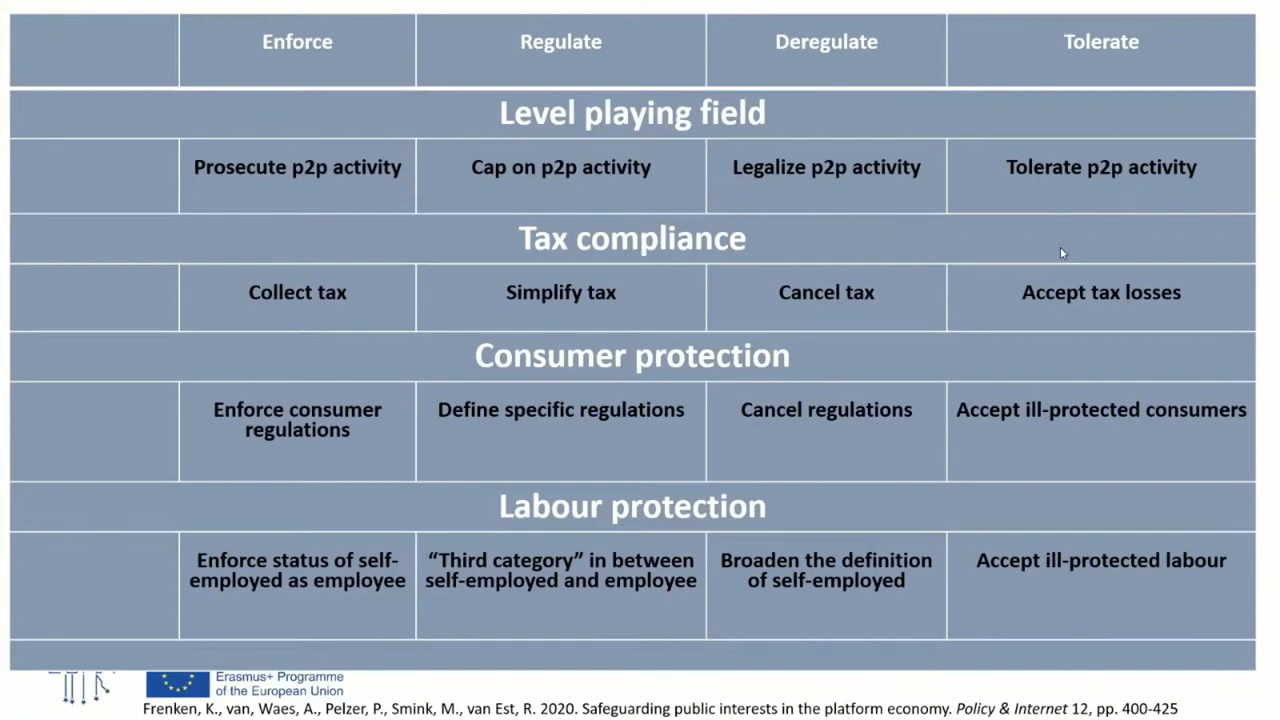 Enforce Regulate Deregulate Tolerate
Level playing field
Prosecute p2p activity Cap on p2p activity Legalize p2p activity Tolerate p2p activity
Tax compliance
Collect tax Simplify tax Cancel tax Accept tax losses
Consumer protection
Enforce consumer regulations Define specific regulations Cancel regulations Accept ill-protected consumers
Labour protection
Enforce status of self-employed as employee “Third category” in between self-employed and employee Broaden the definition of self-employed Accept ill-protected labour
Erasmus+ Programme
of the European Union
Frenken, K., van, Waes, A., Pelzer, P., Smink, M., van Est, R. 2020. Safeguarding public interests in the platform economy. Policy & Internet 12, pp. 400-425